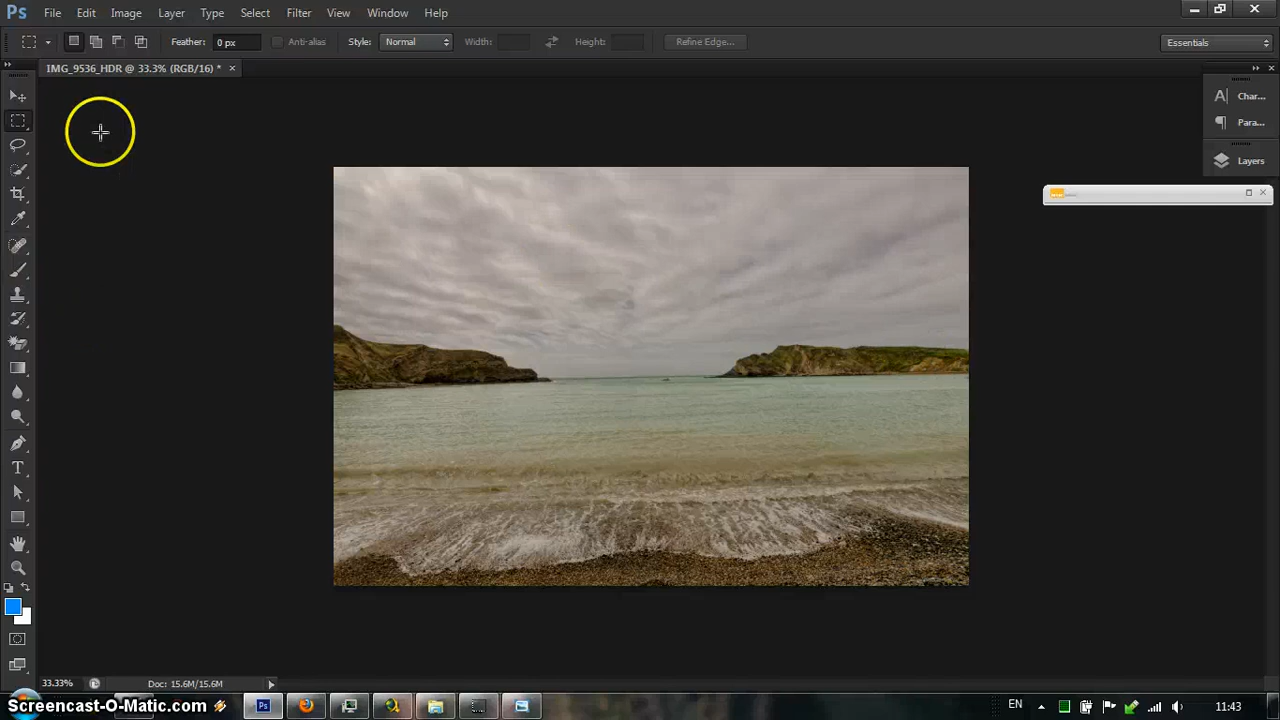 Ps File Edit Image Layer Type Select Filter View Window Help
Feather: 0 px Anti-alias Style: Normal Width: Height: Refine Edge... Essentials
IMG_9536_HDR @ 33.3% (RGB/16) * ×
A| Char...
¶ Para...
Layers
T
33.33% Doc: 15.6M/15.6M
Screencast-O-Matic.com Ps EN 11:43